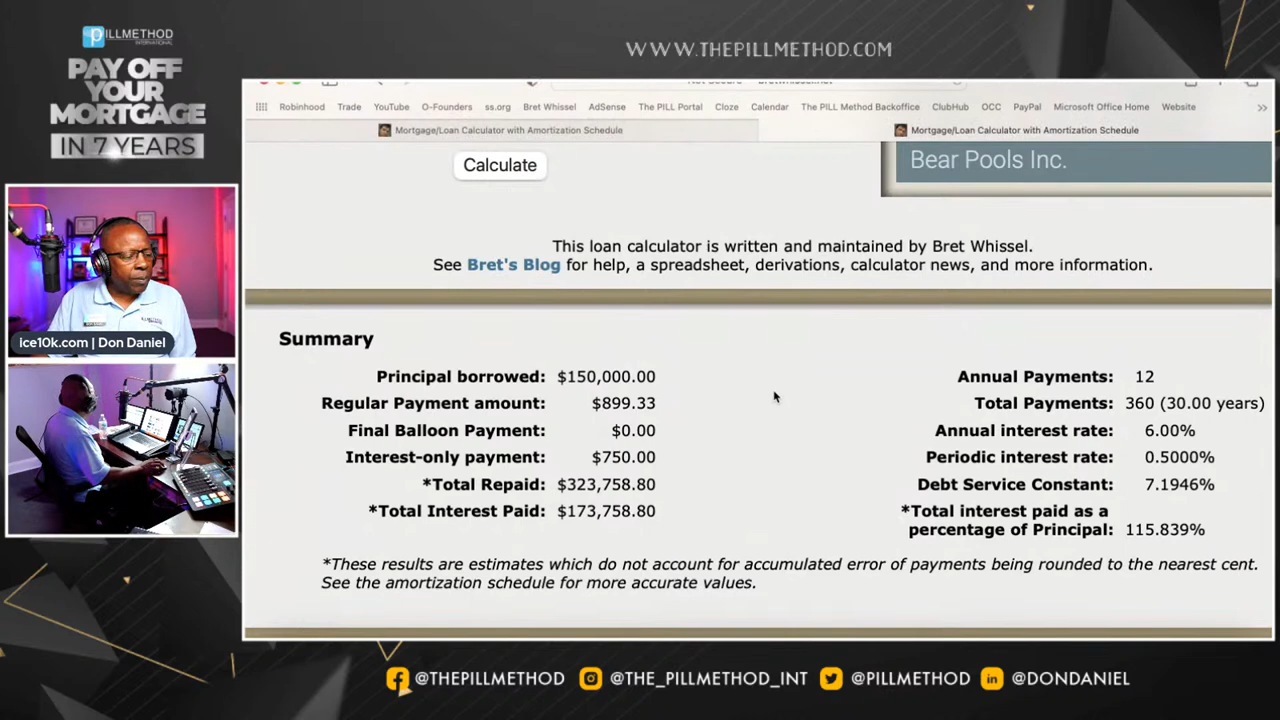 PILLMETHOD
INTERNATIONAL
PAY OFF
YOUR
MORTGAGE
IN 7 YEARS
WWW.THEPILLMETHOD.COM
Robinhood Trade YouTube O-Founders ss.org Bret Whissel AdSense The PILL Portal Cloze Calendar The PILL Method Backoffice ClubHub OCC PayPal Microsoft Office Home Website
Mortgage/Loan Calculator with Amortization Schedule Mortgage/Loan Calculator with Amortization Schedule
Calculate
Bear Pools Inc.
This loan calculator is written and maintained by Bret Whissel.
See Bret's Blog for help, a spreadsheet, derivations, calculator news, and more information.
Summary
Principal borrowed: $150,000.00 Annual Payments: 12
Regular Payment amount: $899.33 Total Payments: 360 (30.00 years)
Final Balloon Payment: $0.00 Annual interest rate: 6.00%
Interest-only payment: $750.00 Periodic interest rate: 0.5000%
*Total Repaid: $323,758.80 Debt Service Constant: 7.1946%
*Total Interest Paid: $173,758.80 *Total interest paid as a
percentage of Principal: 115.839%
*These results are estimates which do not account for accumulated error of payments being rounded to the nearest cent.
See the amortization schedule for more accurate values.
ice10k.com | Don Daniel
@THEPILLMETHOD @THE_PILLMETHOD_INT @PILLMETHOD @DONDANIEL